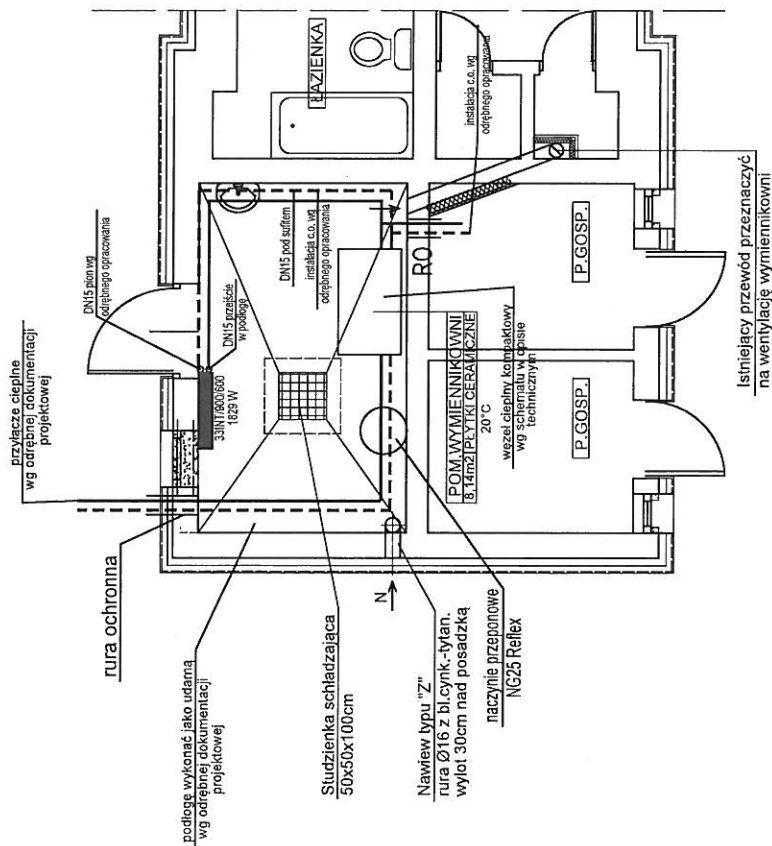 przyłącze cieplne
wg odrębnej dokumentacji
projektowej
rura ochronna
podłogę wykonać jako udarną
wg odrębnej dokumentacji
projektowej
Studzienka schładzająca
50x50x100cm
Nawiew typu "Z"
rura Ø16 z bl.cynk.-tytan.
wylot 30cm nad posadzką
naczynie przeponowe
NG25 Reflex
N
DN15 pion wg
odrębnego opracowania
DN15 przejście
w podłogę
33INT/900/600
1829 W
DN15 pod sufitem
instalacja c.o. wg
odrębnego opracowania
ŁAZIENKA
instalacja c.o. wg
odrębnego opracowania
RO
POM.WYMIENNIKOWNI
8,14m2 PŁYTKI CERAMICZNE
20°C
węzeł cieplny kompaktowy
wg schematu w opisie
technicznym
P.GOSP.
P.GOSP.
Istniejący przewód przeznaczyć
na wentylację wymiennikowni